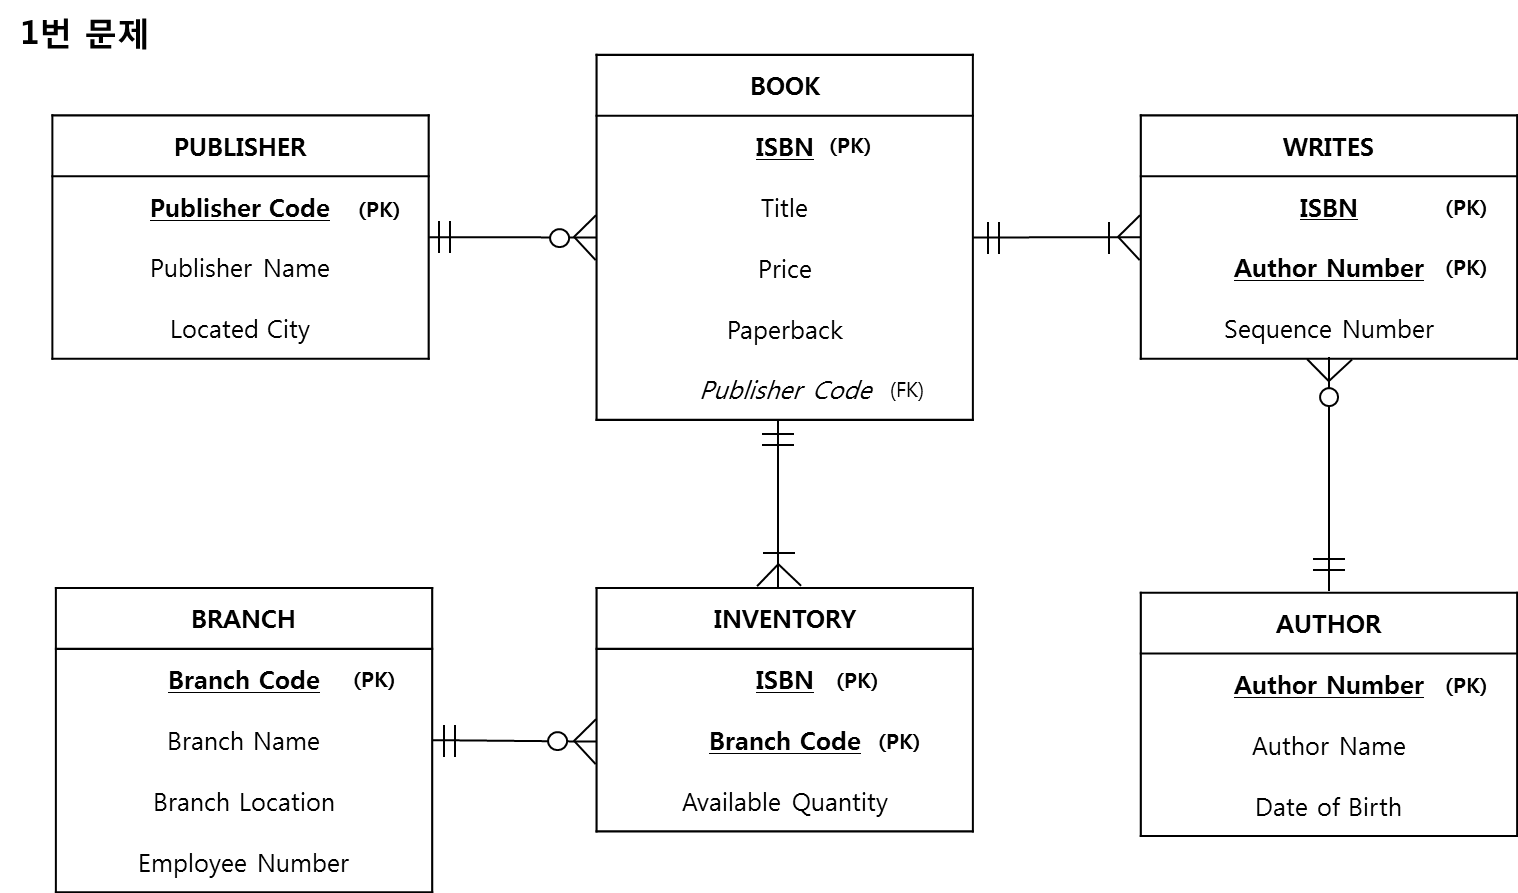 1번 문제
PUBLISHER
Publisher Code (PK)
Publisher Name
Located City
BOOK
ISBN (PK)
Title
Price
Paperback
Publisher Code (FK)
WRITES
ISBN (PK)
Author Number (PK)
Sequence Number
BRANCH
Branch Code (PK)
Branch Name
Branch Location
Employee Number
INVENTORY
ISBN (PK)
Branch Code (PK)
Available Quantity
AUTHOR
Author Number (PK)
Author Name
Date of Birth